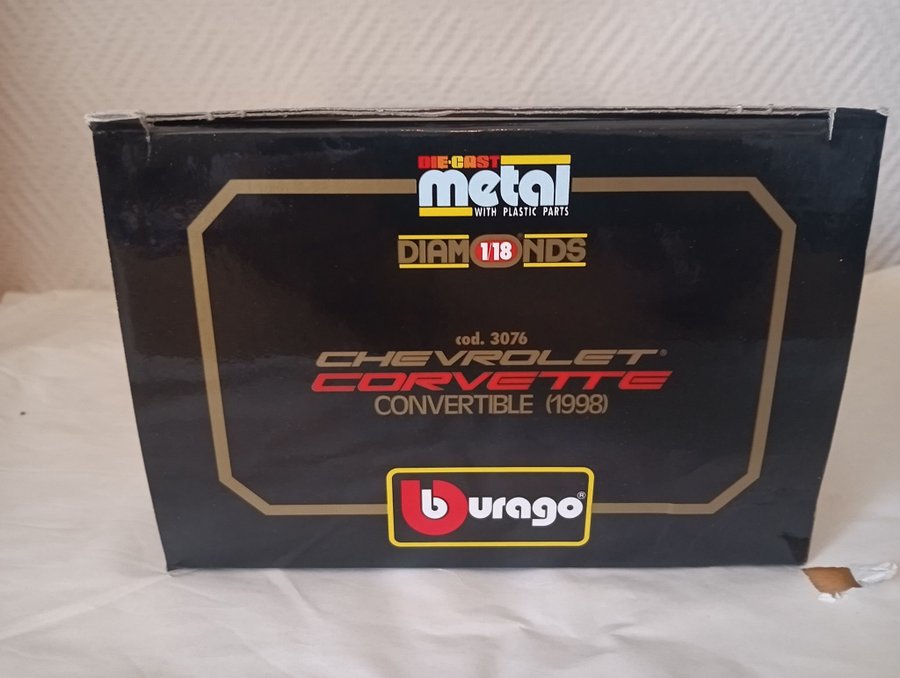 DIE-CAST
metal
WITH PLASTIC PARTS
DIAM 1/18 NDS
cod. 3076
CHEVROLET®
CORVETTE
CONVERTIBLE (1998)
burago®